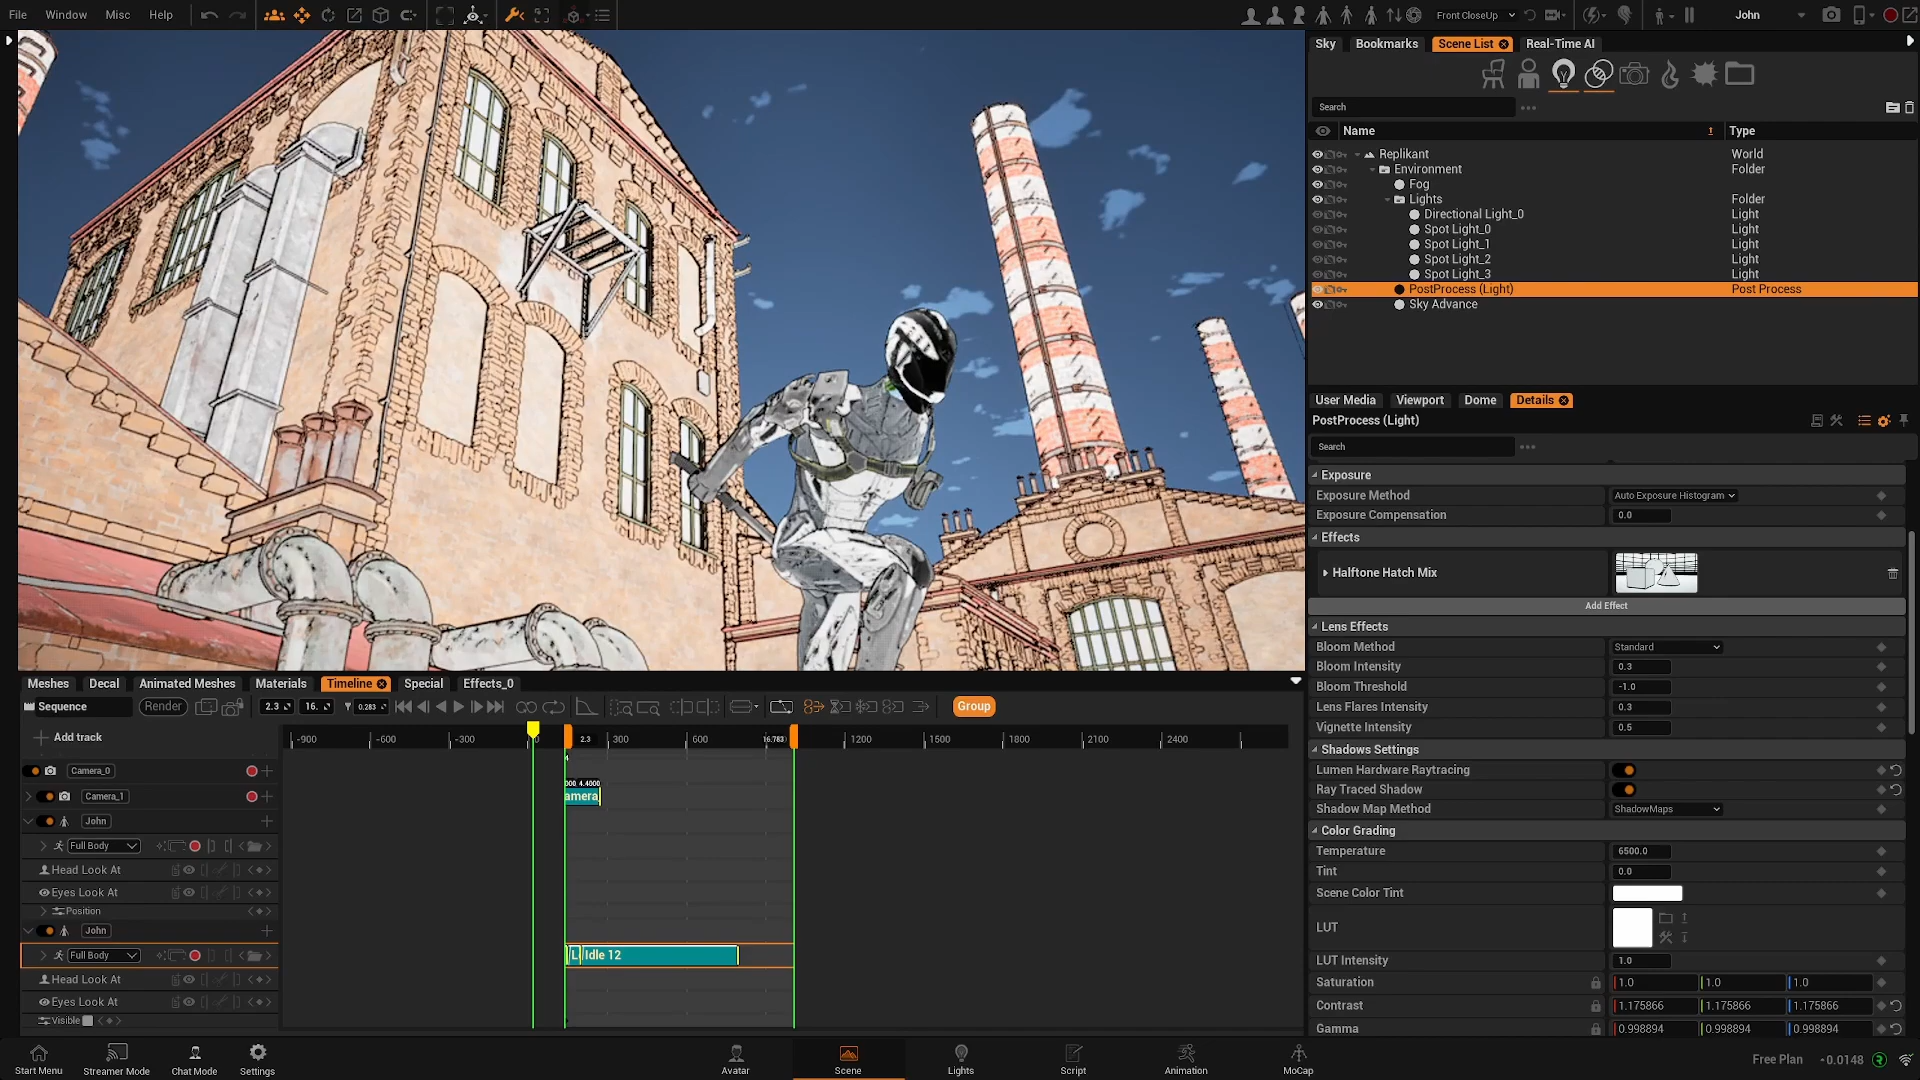 File Window Misc Help
Front CloseUp
John
Sky Bookmarks Scene List Real-Time AI
Search
Name Type
Replikant World
Environment Folder
Fog
Lights Folder
Directional Light_0 Light
Spot Light_0 Light
Spot Light_1 Light
Spot Light_2 Light
Spot Light_3 Light
PostProcess (Light) Post Process
Sky Advance
User Media Viewport Dome Details
PostProcess (Light)
Search
Exposure
Exposure Method Auto Exposure Histogram
Exposure Compensation 0.0
Effects
Halftone Hatch Mix
Add Effect
Lens Effects
Bloom Method Standard
Bloom Intensity 0.3
Bloom Threshold -1.0
Lens Flares Intensity 0.3
Vignette Intensity 0.5
Shadows Settings
Lumen Hardware Raytracing
Ray Traced Shadow
Shadow Map Method ShadowMaps
Color Grading
Temperature 6500.0
Tint 0.0
Scene Color Tint
LUT
LUT Intensity 1.0
Saturation 1.0 1.0 1.0
Contrast 1.175866 1.175866 1.175866
Gamma 0.998894 0.998894 0.998894
Meshes Decal Animated Meshes Materials Timeline Special Effects_0
Sequence Render 2.3 16. 0.283 Group
Add track
-900 -600 -300 2.3 300 600 16.783 1200 1500 1800 2100 2400
Camera_0
4.4000
Camera_1 amera
John
Full Body
Head Look At
Eyes Look At
Position
John
Full Body Idle 12
Head Look At
Eyes Look At
Visible
Start Menu Streamer Mode Chat Mode Settings Avatar Scene Lights Script Animation MoCap
Free Plan -0.0148